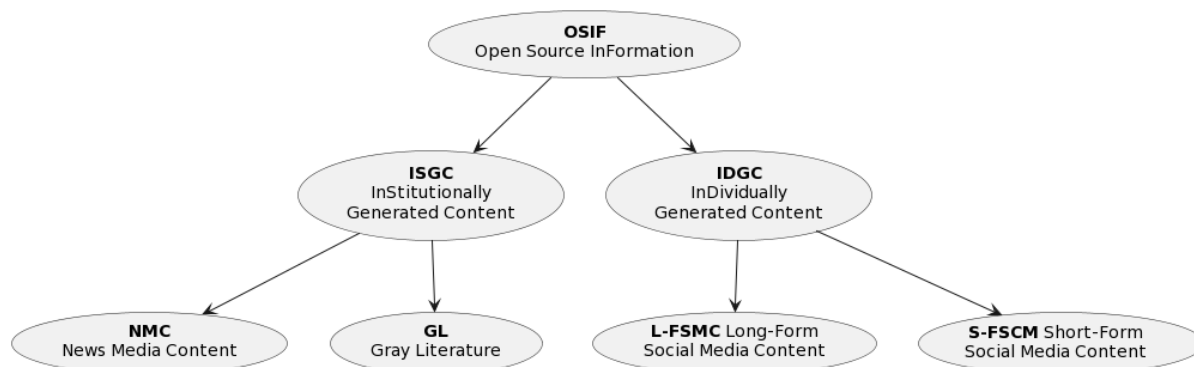 OSIF
Open Source InFormation
ISGC
InStitutionally
Generated Content
IDGC
InDividually
Generated Content
NMC
News Media Content
GL
Gray Literature
L-FSMC Long-Form
Social Media Content
S-FSCM Short-Form
Social Media Content